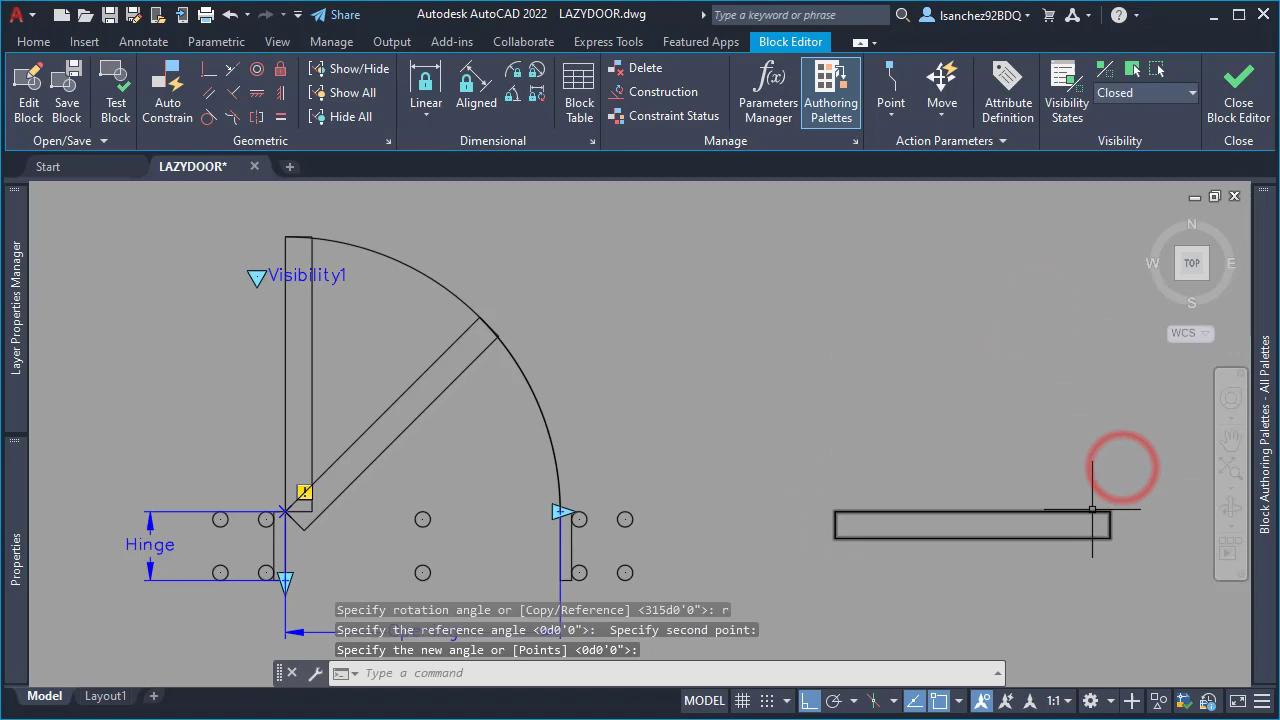 Share
Autodesk AutoCAD 2022 LAZYDOOR.dwg
Type a keyword or phrase
lsanchez92BDQ
Home Insert Annotate Parametric View Manage Output Add-ins Collaborate Express Tools Featured Apps Block Editor
Edit Block
Save Block
Test Block
Auto Constrain
Show/Hide
Show All
Hide All
Linear
Aligned
Block Table
Delete
Construction
Constraint Status
Parameters Manager
Authoring Palettes
Point
Move
Attribute Definition
Visibility States
Closed
Close Block Editor
Open/Save
Geometric
Dimensional
Manage
Action Parameters
Visibility
Close
Start
LAZYDOOR*
Layer Properties Manager
Properties
Block Authoring Palettes - All Palettes
Visibility1
N
W
TOP
E
S
WCS
Hinge
Specify rotation angle or [Copy/Reference] <315d0'0">: r
Specify the reference angle <0d0'0">: Specify second point:
Specify the new angle or [Points] <0d0'0">:
Type a command
Model
Layout1
MODEL
1:1